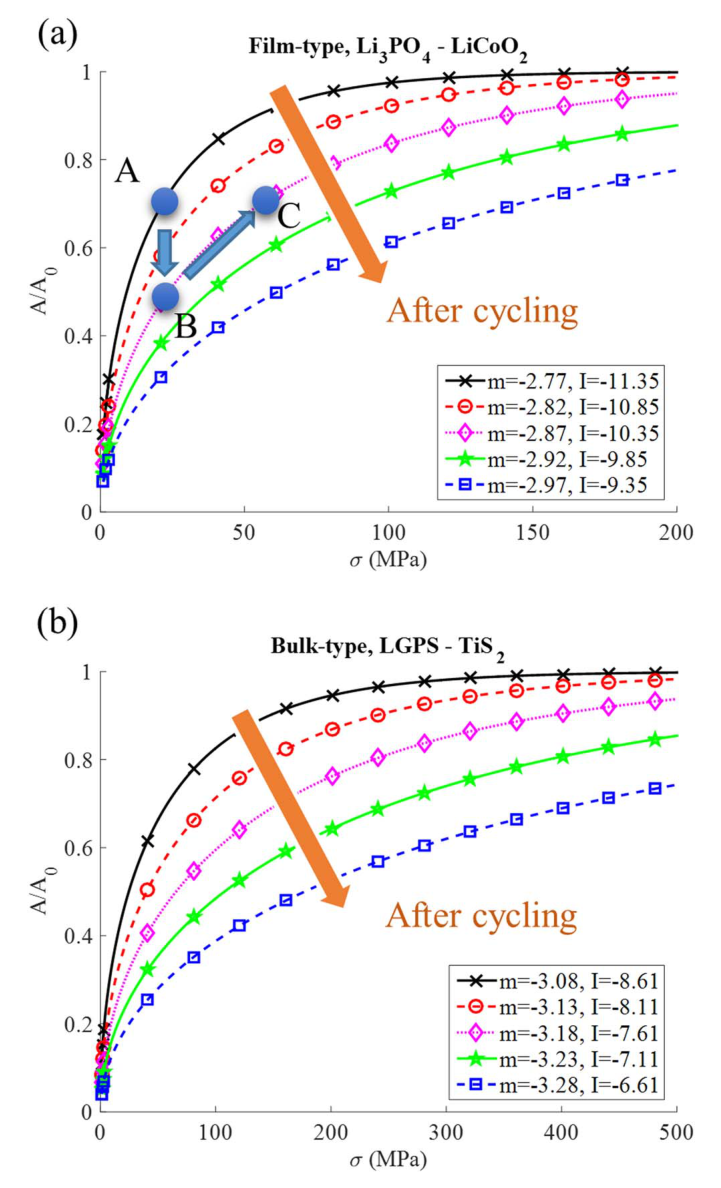 (a)
Film-type, Li3PO4 - LiCoO2
1
0.8
0.6
0.4
0.2
0
A/A0
A
B
C
After cycling
m=-2.77, I=-11.35
m=-2.82, I=-10.85
m=-2.87, I=-10.35
m=-2.92, I=-9.85
m=-2.97, I=-9.35
0 50 100 150 200
σ (MPa)
(b)
Bulk-type, LGPS - TiS2
1
0.8
0.6
0.4
0.2
0
A/A0
After cycling
m=-3.08, I=-8.61
m=-3.13, I=-8.11
m=-3.18, I=-7.61
m=-3.23, I=-7.11
m=-3.28, I=-6.61
0 100 200 300 400 500
σ (MPa)